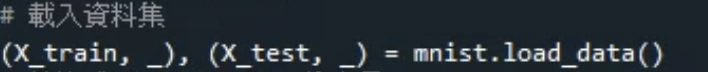 # 載入資料集
(X_train, _), (X_test, _) = mnist.load_data()